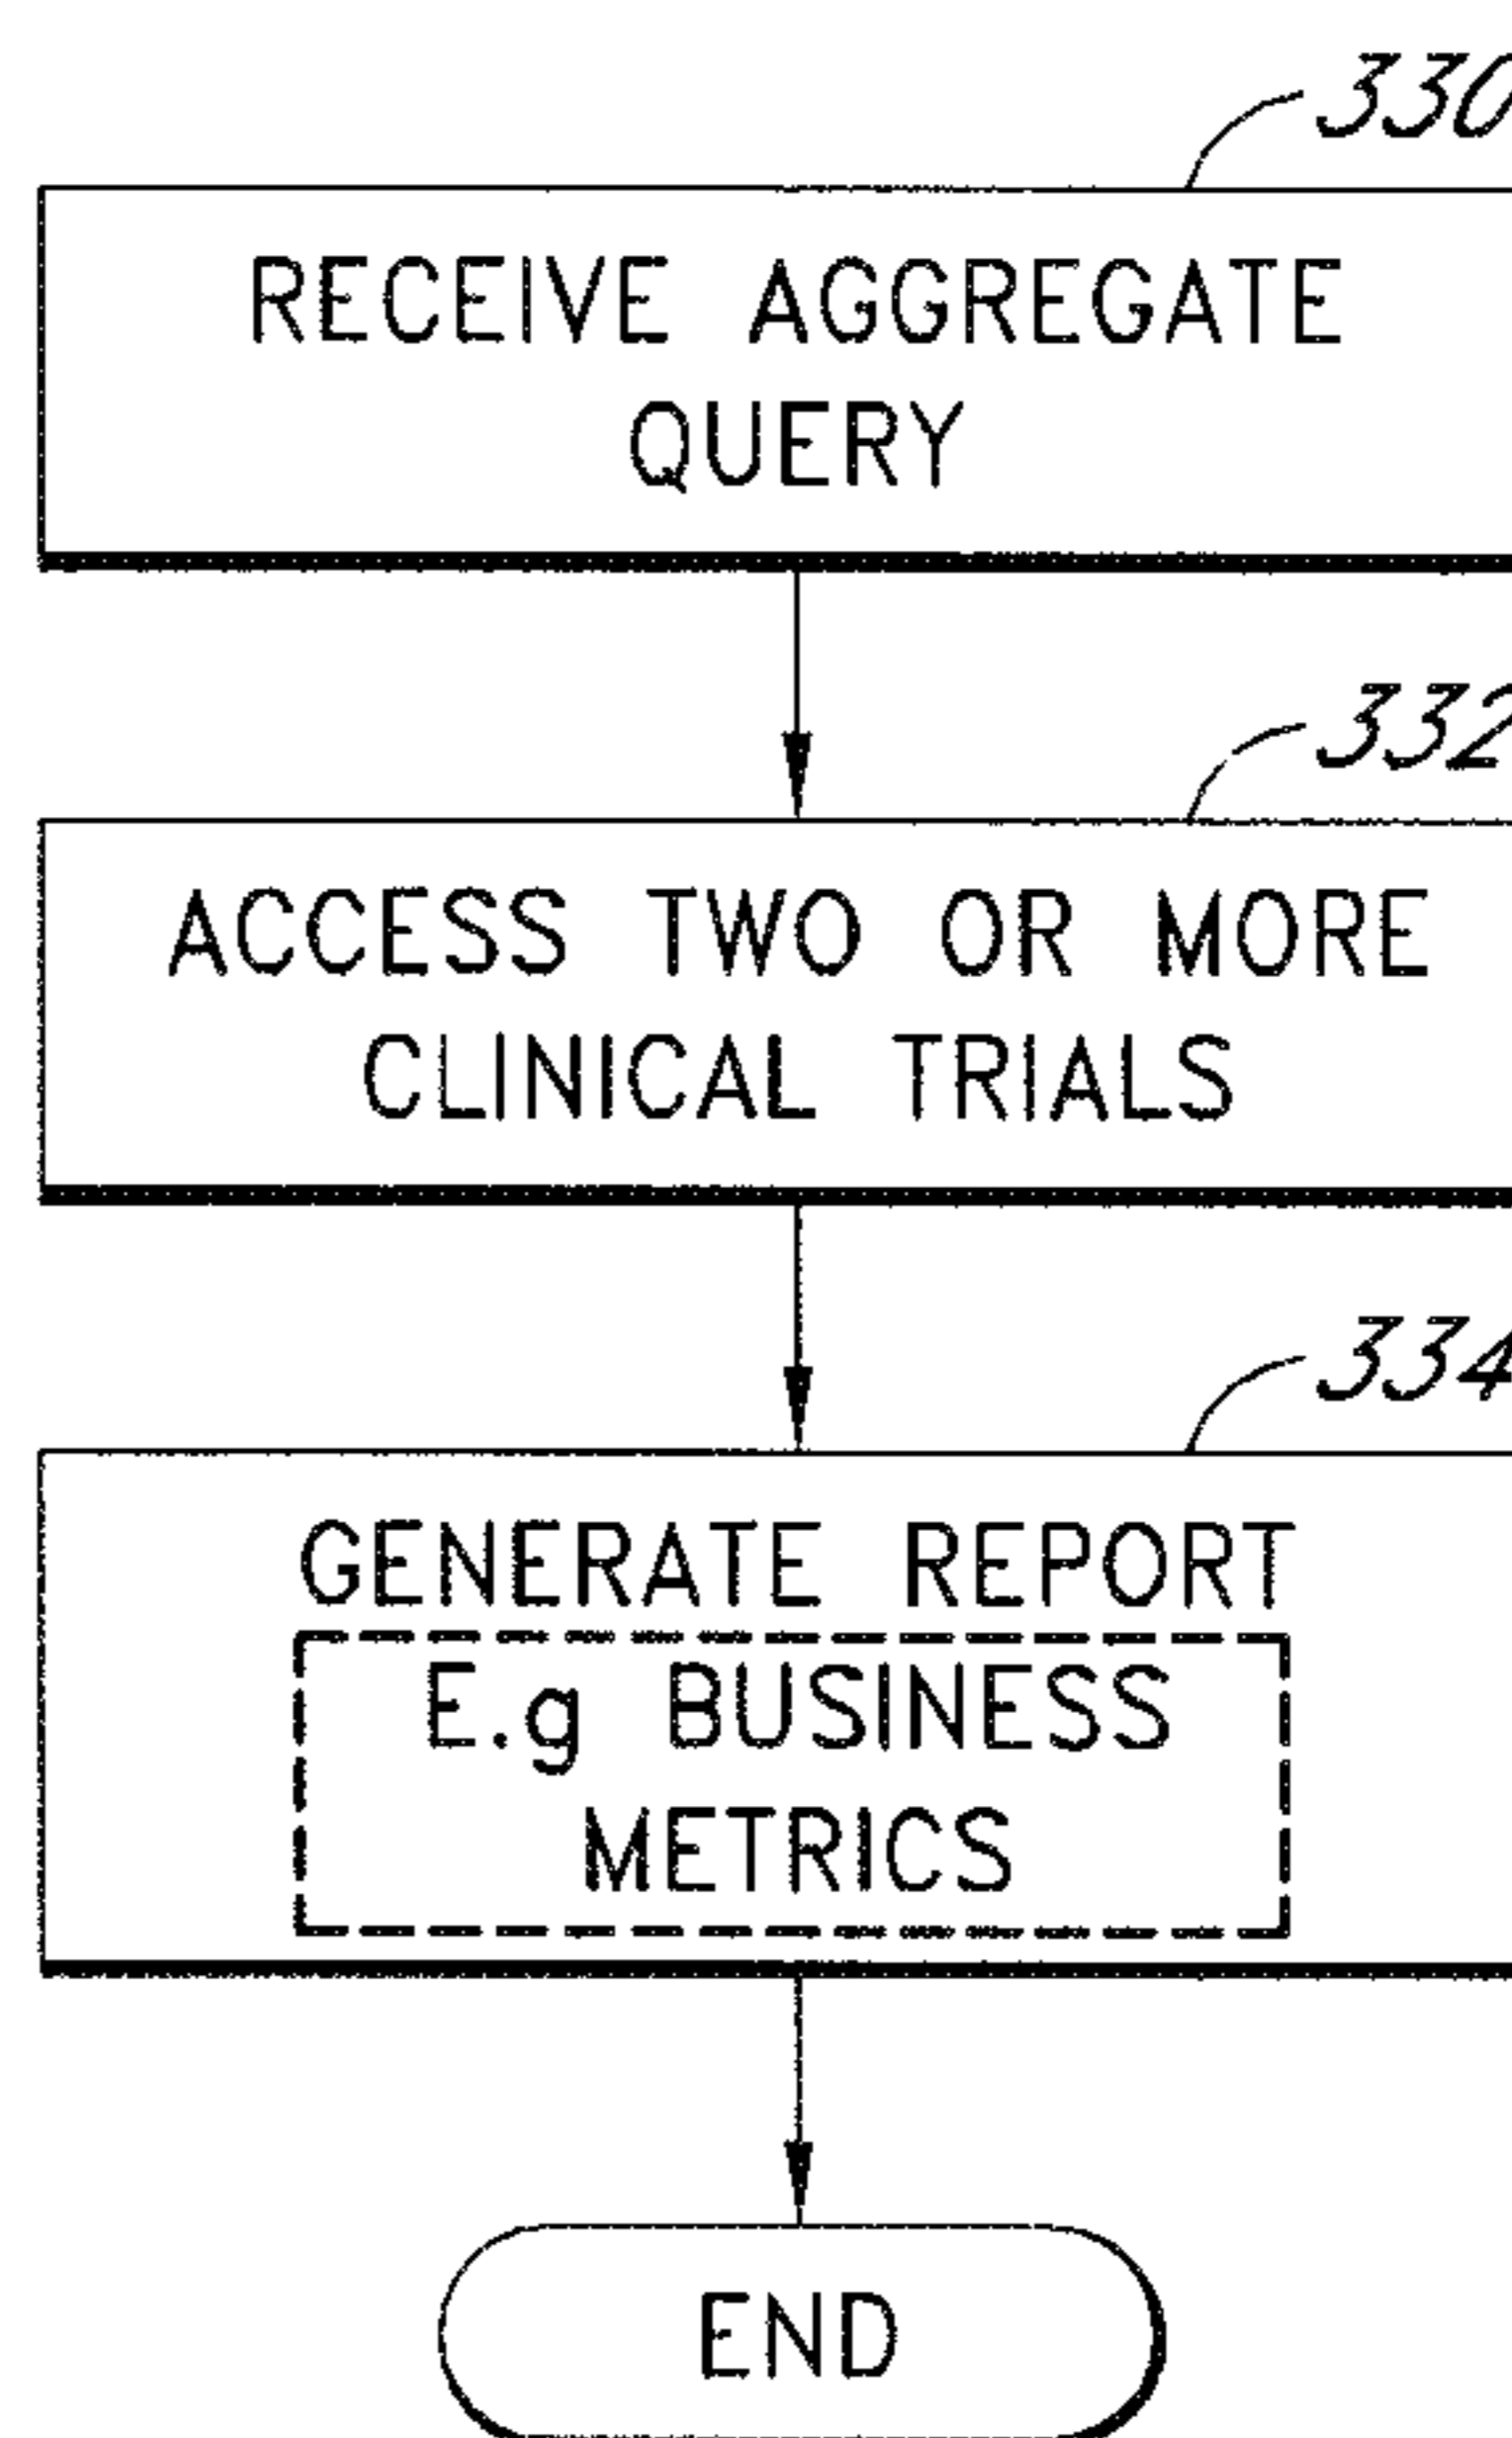 330
RECEIVE AGGREGATE
QUERY
332
ACCESS TWO OR MORE
CLINICAL TRIALS
334
GENERATE REPORT
E.g BUSINESS
METRICS
END